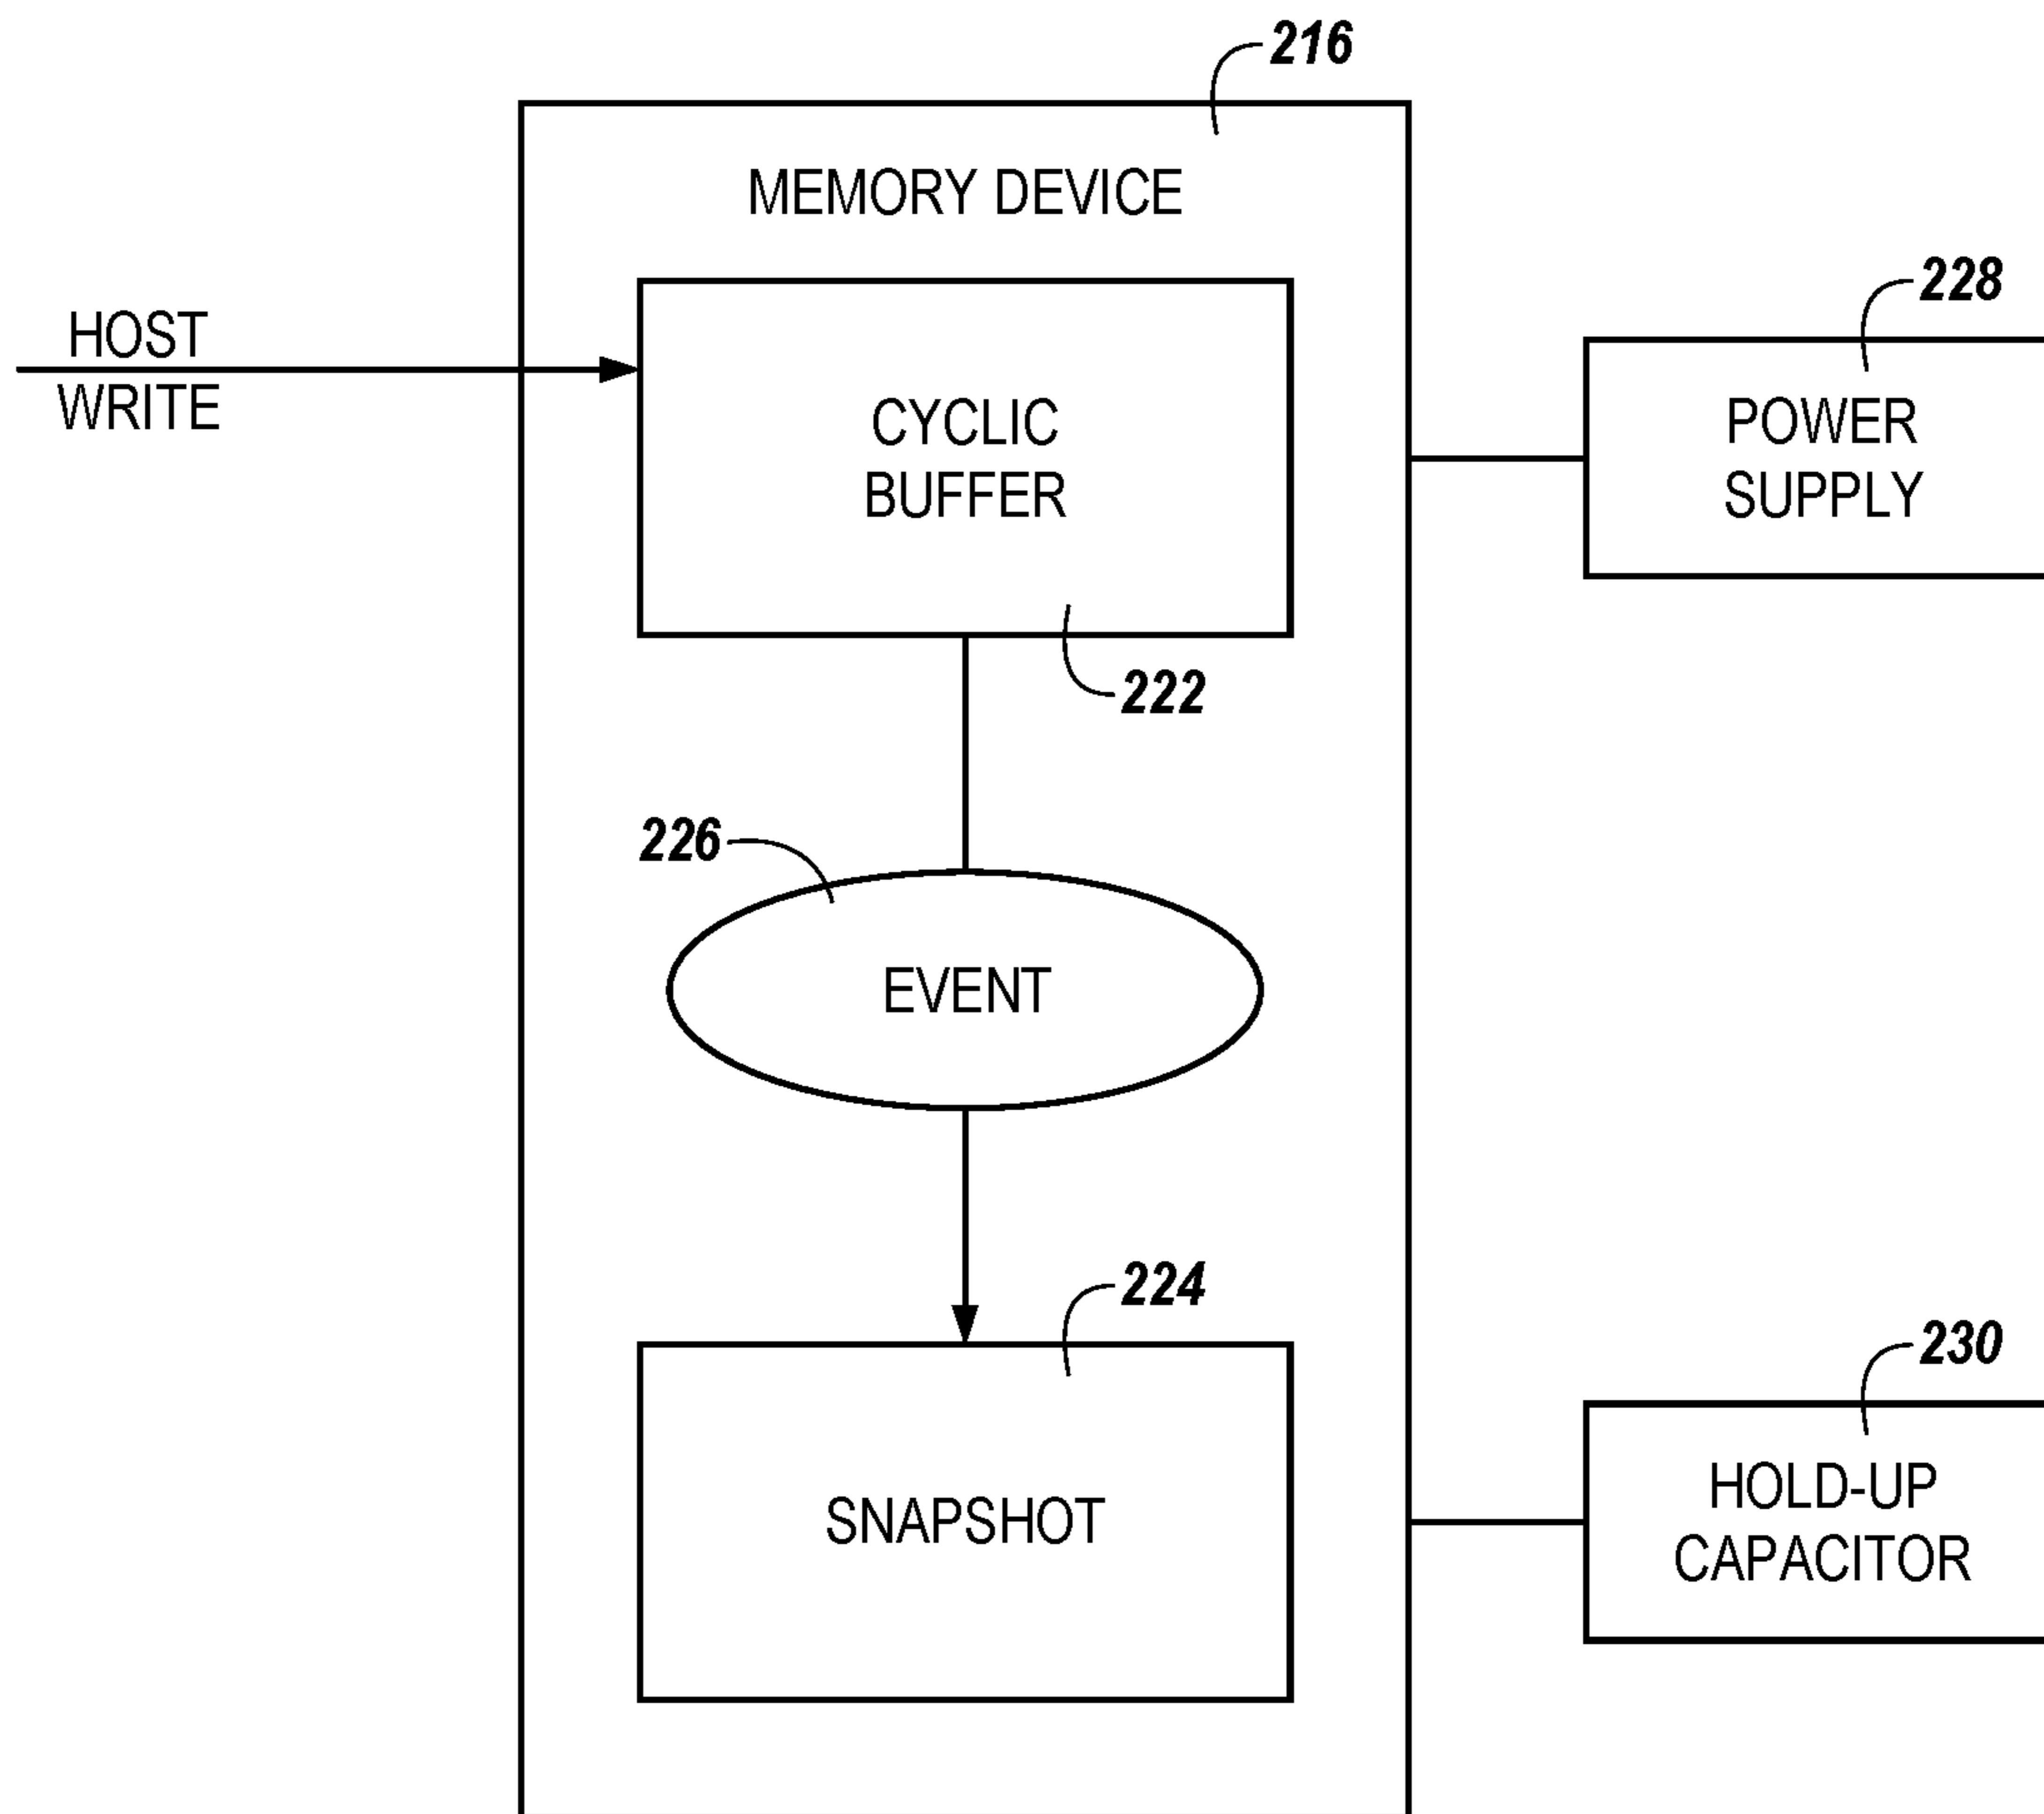 216
MEMORY DEVICE
228
HOST
WRITE
CYCLIC
BUFFER
POWER
SUPPLY
222
226
EVENT
224
230
SNAPSHOT
HOLD-UP
CAPACITOR